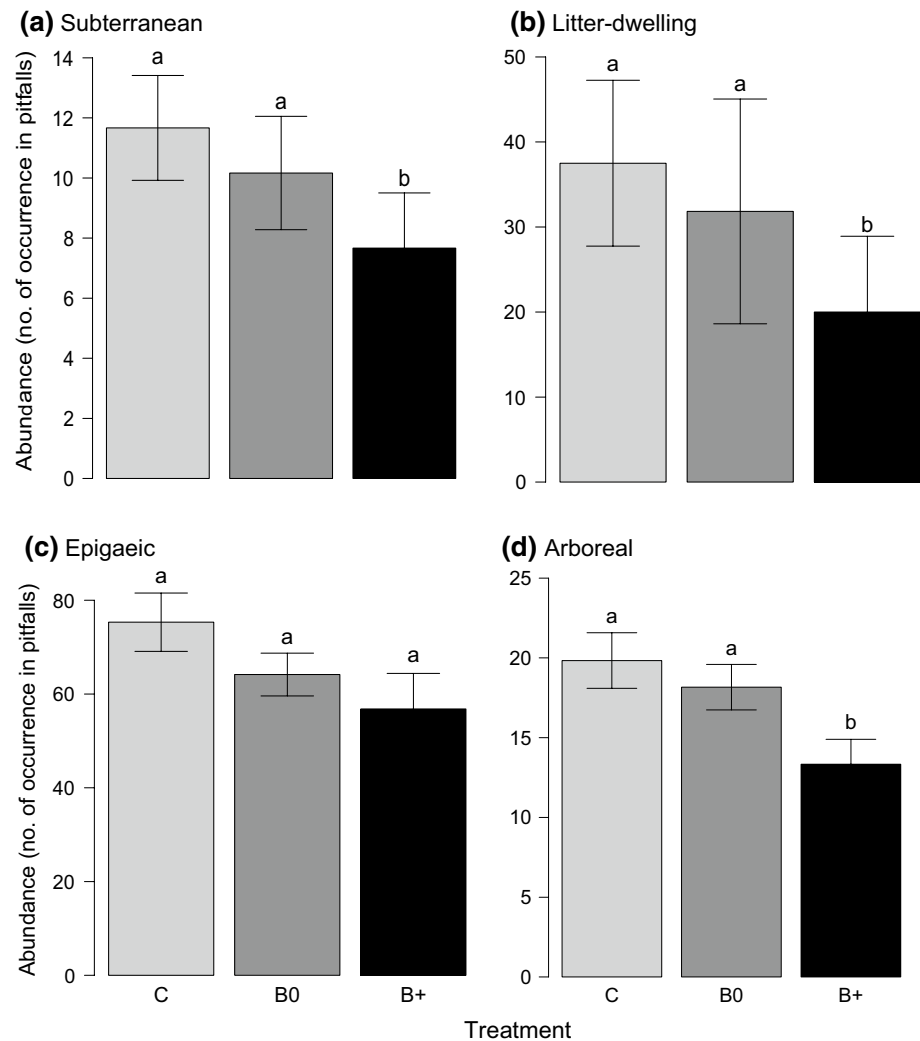 (a) Subterranean
Abundance (no. of occurrence in pitfalls)
14
12
10
8
6
4
2
0
a
a
b
(b) Litter-dwelling
50
40
30
20
10
0
a
a
b
(c) Epigaeic
Abundance (no. of occurrence in pitfalls)
80
60
40
20
0
a
a
a
C B0 B+
(d) Arboreal
25
20
15
10
5
0
a
a
b
C B0 B+
Treatment